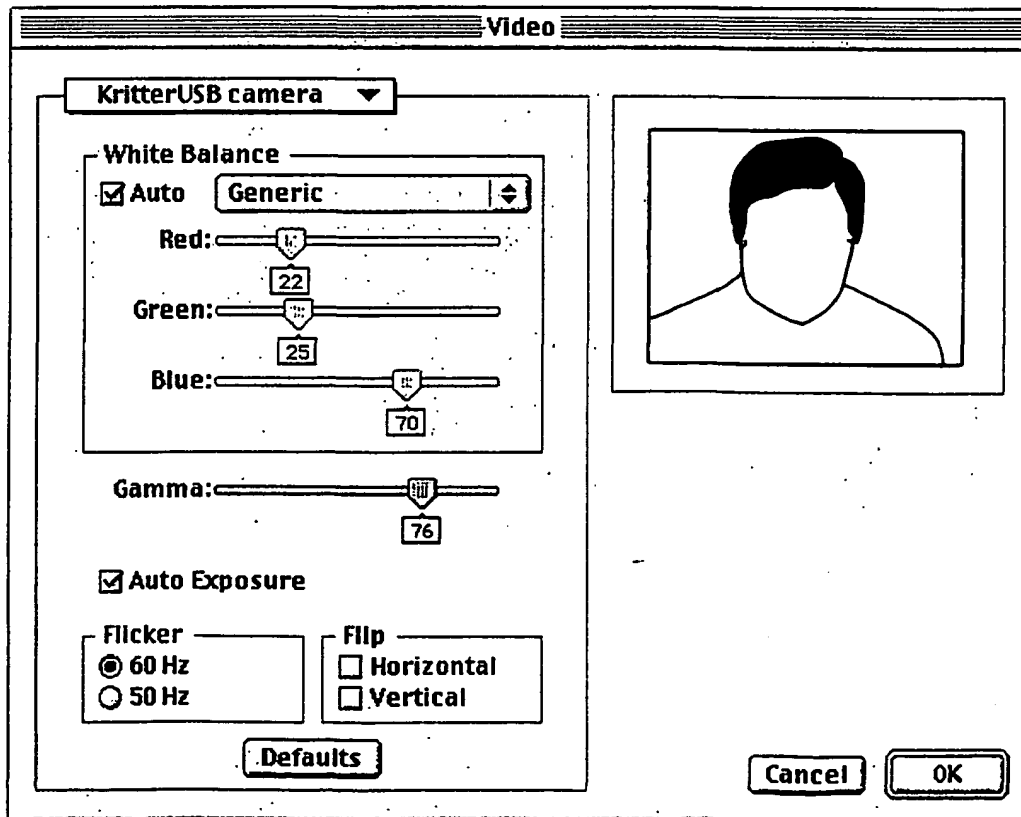 Video
KritterUSB camera
White Balance
Auto
Generic
Red:
22
Green:
25
Blue:
70
Gamma:
76
Auto Exposure
Flicker
60 Hz
50 Hz
Flip
Horizontal
Vertical
Defaults
Cancel
OK